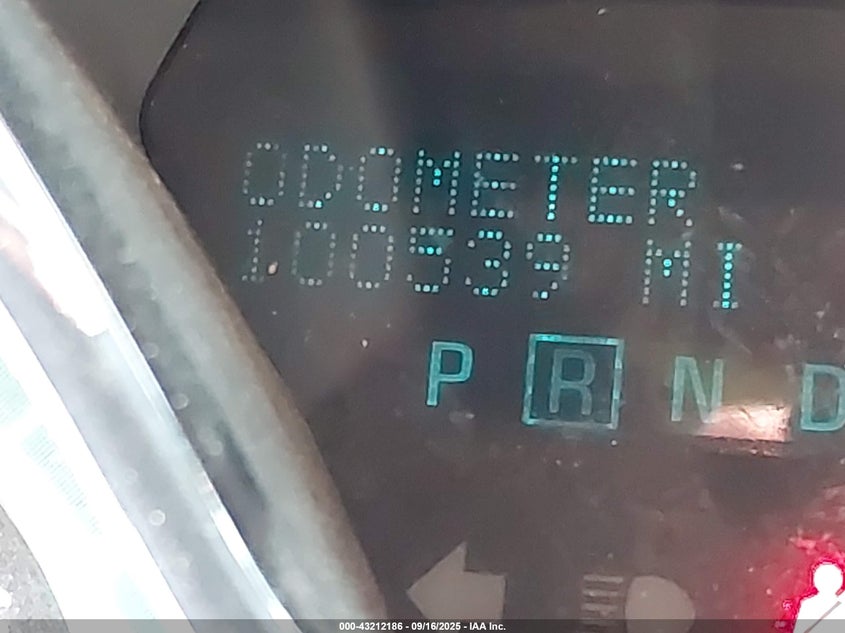 ODOMETER
100539 MI
P R N D
000-43212186 - 09/16/2025 - IAA Inc.